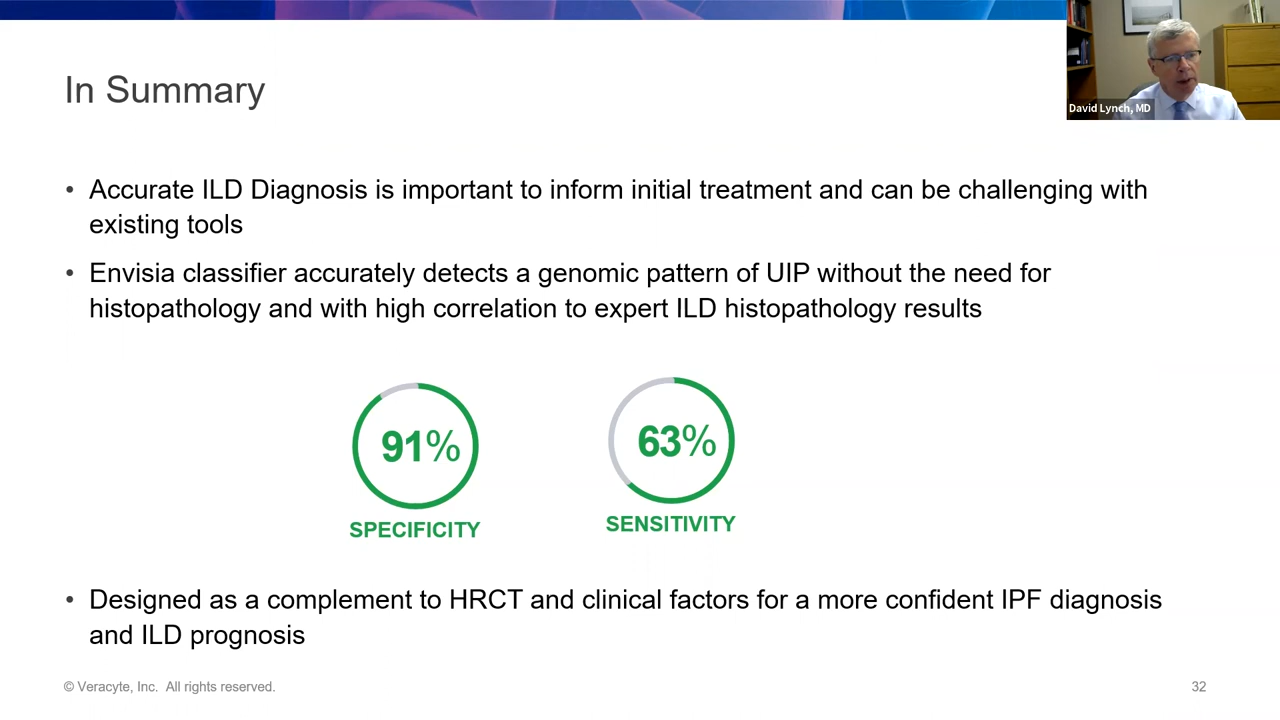 In Summary
David Lynch, MD
• Accurate ILD Diagnosis is important to inform initial treatment and can be challenging with
existing tools
• Envisia classifier accurately detects a genomic pattern of UIP without the need for
histopathology and with high correlation to expert ILD histopathology results
91%
SPECIFICITY
63%
SENSITIVITY
• Designed as a complement to HRCT and clinical factors for a more confident IPF diagnosis
and ILD prognosis
© Veracyte, Inc. All rights reserved.
32